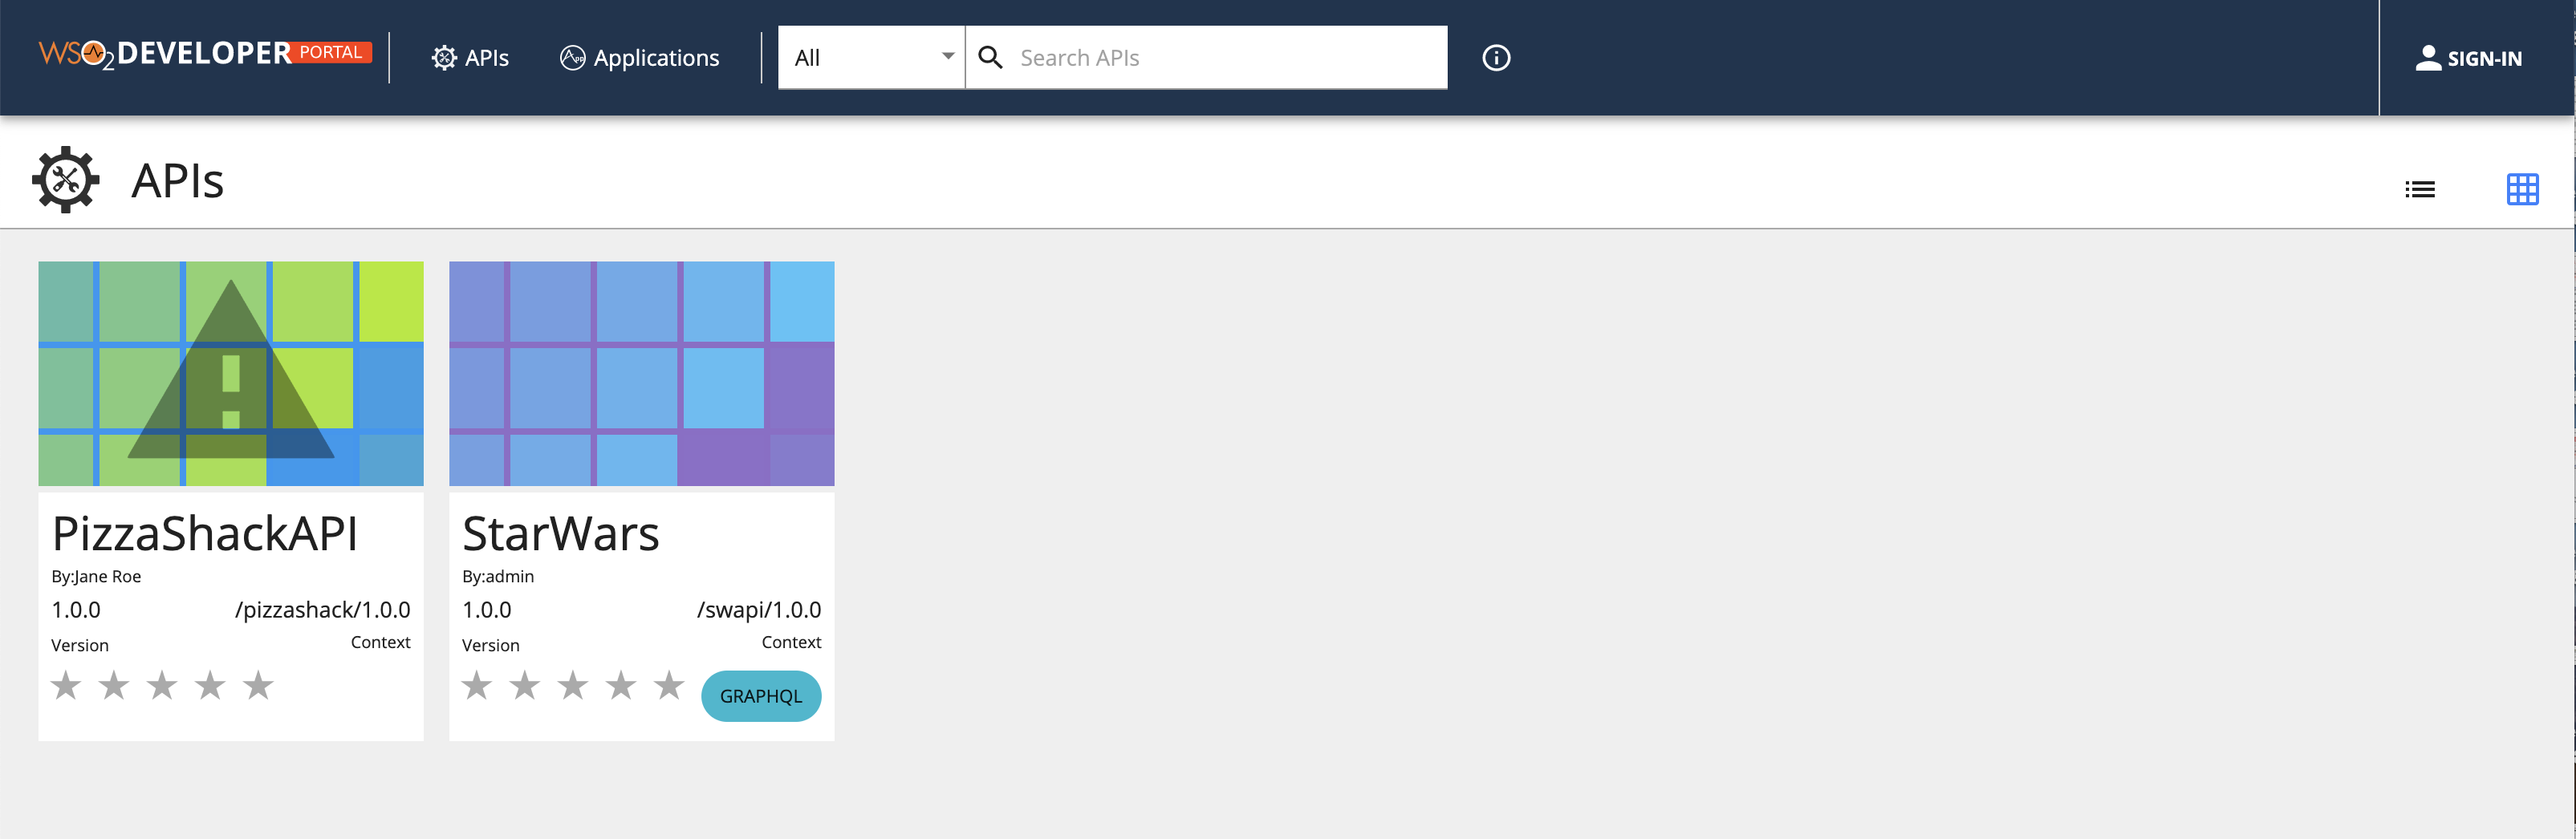 WSO2 DEVELOPER PORTAL
APIs
Applications
All
Search APIs
SIGN-IN
APIs
PizzaShackAPI
By:Jane Roe
1.0.0 /pizzashack/1.0.0
Version Context
StarWars
By:admin
1.0.0 /swapi/1.0.0
Version Context
GRAPHQL